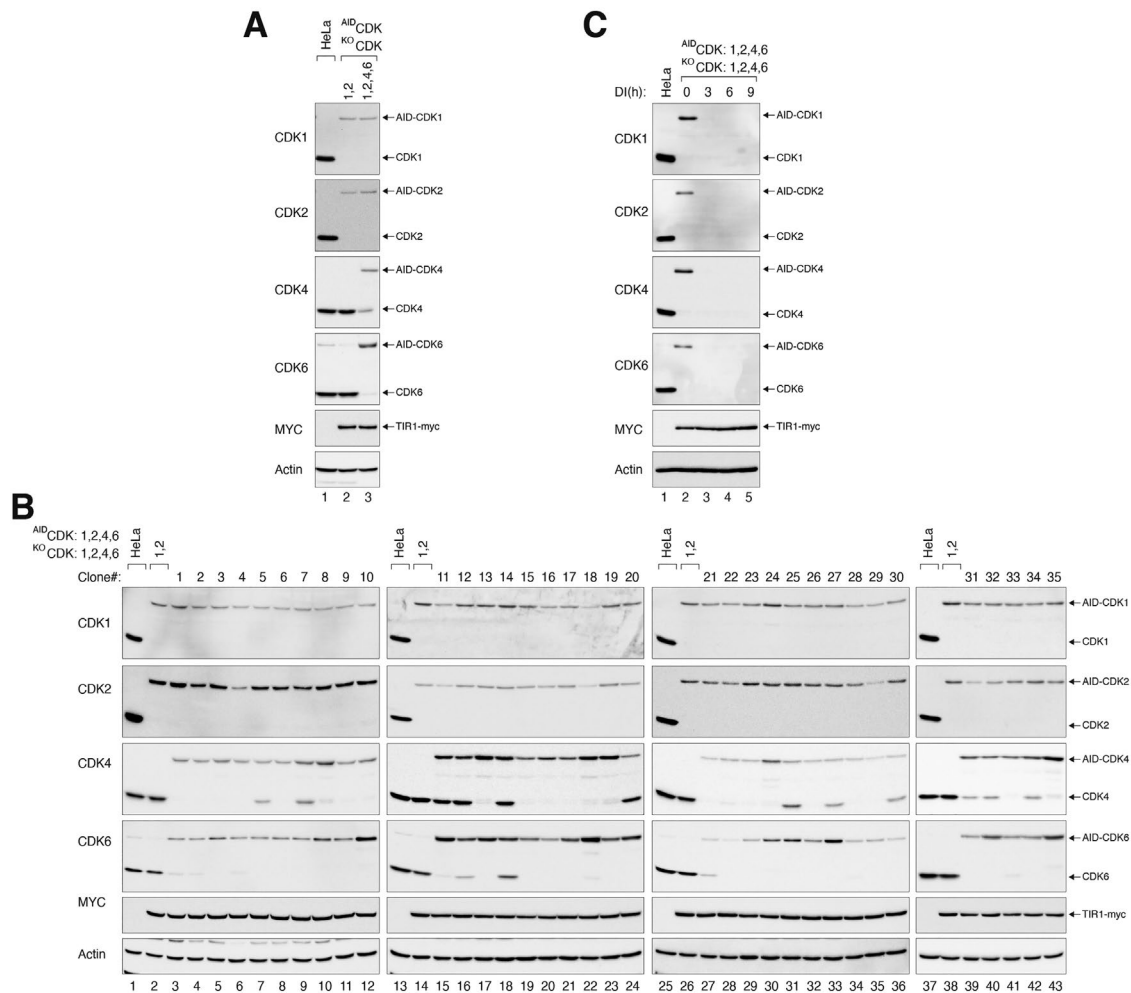 A
HeLa
AIDCDK
KOCDK
1,2
1,2,4,6
CDK1
AID-CDK1
CDK1
CDK2
AID-CDK2
CDK2
CDK4
AID-CDK4
CDK4
CDK6
AID-CDK6
CDK6
MYC
TIR1-myc
Actin
1 2 3
C
HeLa
AIDCDK: 1,2,4,6
KOCDK: 1,2,4,6
DI(h): 0 3 6 9
CDK1
AID-CDK1
CDK1
CDK2
AID-CDK2
CDK2
CDK4
AID-CDK4
CDK4
CDK6
AID-CDK6
CDK6
MYC
TIR1-myc
Actin
1 2 3 4 5
B
AIDCDK: 1,2,4,6
KOCDK: 1,2,4,6
HeLa 1,2 HeLa 1,2 HeLa 1,2 HeLa 1,2
Clone#: 1 2 3 4 5 6 7 8 9 10 11 12 13 14 15 16 17 18 19 20 21 22 23 24 25 26 27 28 29 30 31 32 33 34 35
CDK1
AID-CDK1
CDK1
CDK2
AID-CDK2
CDK2
CDK4
AID-CDK4
CDK4
CDK6
AID-CDK6
CDK6
MYC
TIR1-myc
Actin
1 2 3 4 5 6 7 8 9 10 11 12 13 14 15 16 17 18 19 20 21 22 23 24 25 26 27 28 29 30 31 32 33 34 35 36 37 38 39 40 41 42 43